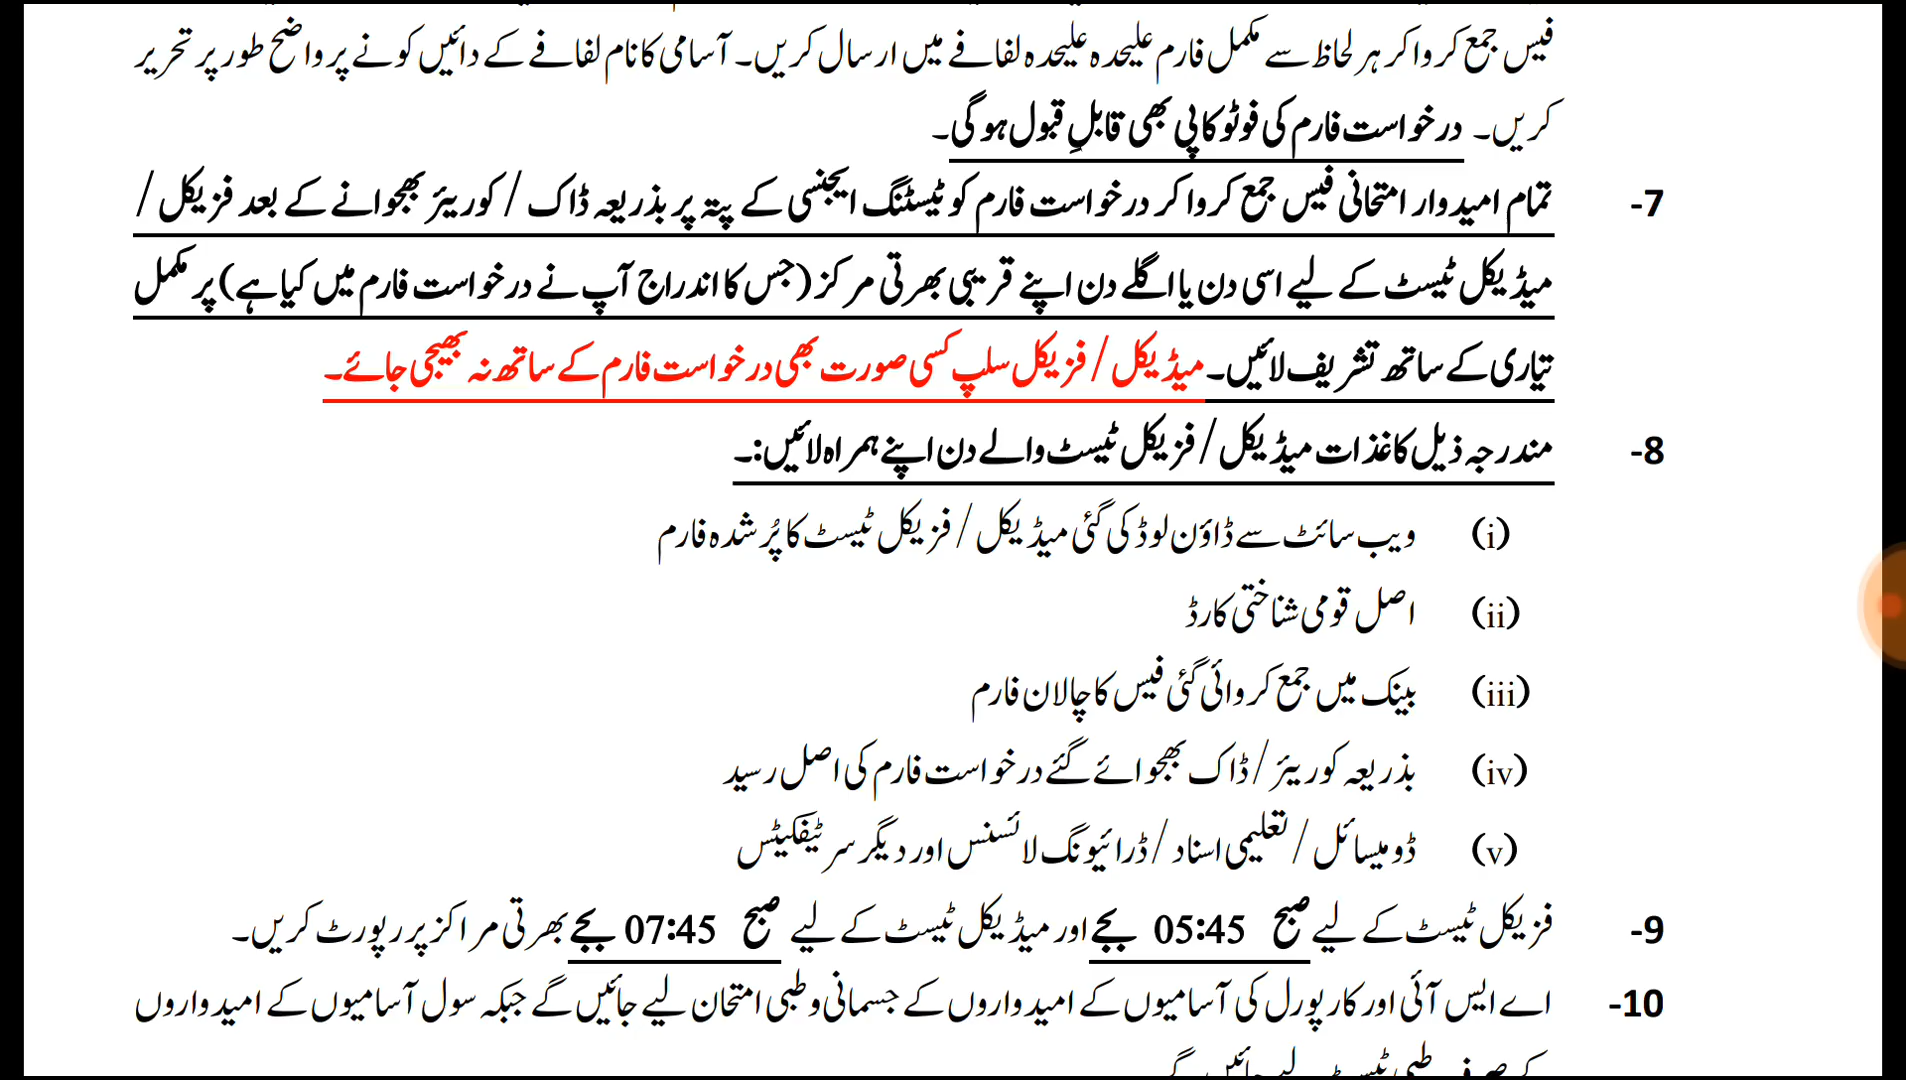 فیس جمع کروا کر ہر لحاظ سے مکمل فارم علیحدہ علیحدہ لفافے میں ارسال کریں۔ آسامی کا نام لفافے کے دائیں کونے پر واضح طور پر تحریر
کریں۔ درخواست فارم کی فوٹو کاپی بھی قابلِ قبول ہو گی۔
7- تمام امیدوار امتحانی فیس جمع کروا کر درخواست فارم کو ٹیسٹنگ ایجنسی کے پتہ پر بذریعہ ڈاک / کوریئر بھجوانے کے بعد فزیکل /
میڈیکل ٹیسٹ کے لیے اسی دن یا اگلے دن اپنے قریبی بھرتی مرکز (جس کا اندراج آپ نے درخواست فارم میں کیا ہے) پر مکمل
تیاری کے ساتھ تشریف لائیں۔ میڈیکل / فزیکل سلپ کسی صورت بھی درخواست فارم کے ساتھ نہ بھیجی جائے۔
8- مندرجہ ذیل کاغذات میڈیکل / فزیکل ٹیسٹ والے دن اپنے ہمراہ لائیں:۔
(i) ویب سائٹ سے ڈاؤن لوڈ کی گئی میڈیکل / فزیکل ٹیسٹ کا پُر شدہ فارم
(ii) اصل قومی شناختی کارڈ
(iii) بینک میں جمع کروائی گئی فیس کا چالان فارم
(iv) بذریعہ کوریئر / ڈاک بھجوائے گئے درخواست فارم کی اصل رسید
(v) ڈومیسائل / تعلیمی اسناد / ڈرائیونگ لائسنس اور دیگر سرٹیفکیٹس
9- فزیکل ٹیسٹ کے لیے صبح 05:45 بجے اور میڈیکل ٹیسٹ کے لیے صبح 07:45 بجے بھرتی مراکز پر رپورٹ کریں۔
10- اے ایس آئی اور کارپورل کی آسامیوں کے امیدواروں کے جسمانی و طبی امتحان لیے جائیں گے جبکہ سول آسامیوں کے امیدواروں